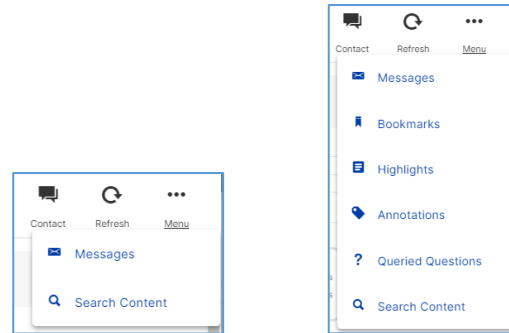 Contact Refresh Menu
Messages
Search Content
Contact Refresh Menu
Messages
Bookmarks
Highlights
Annotations
? Queried Questions
Search Content